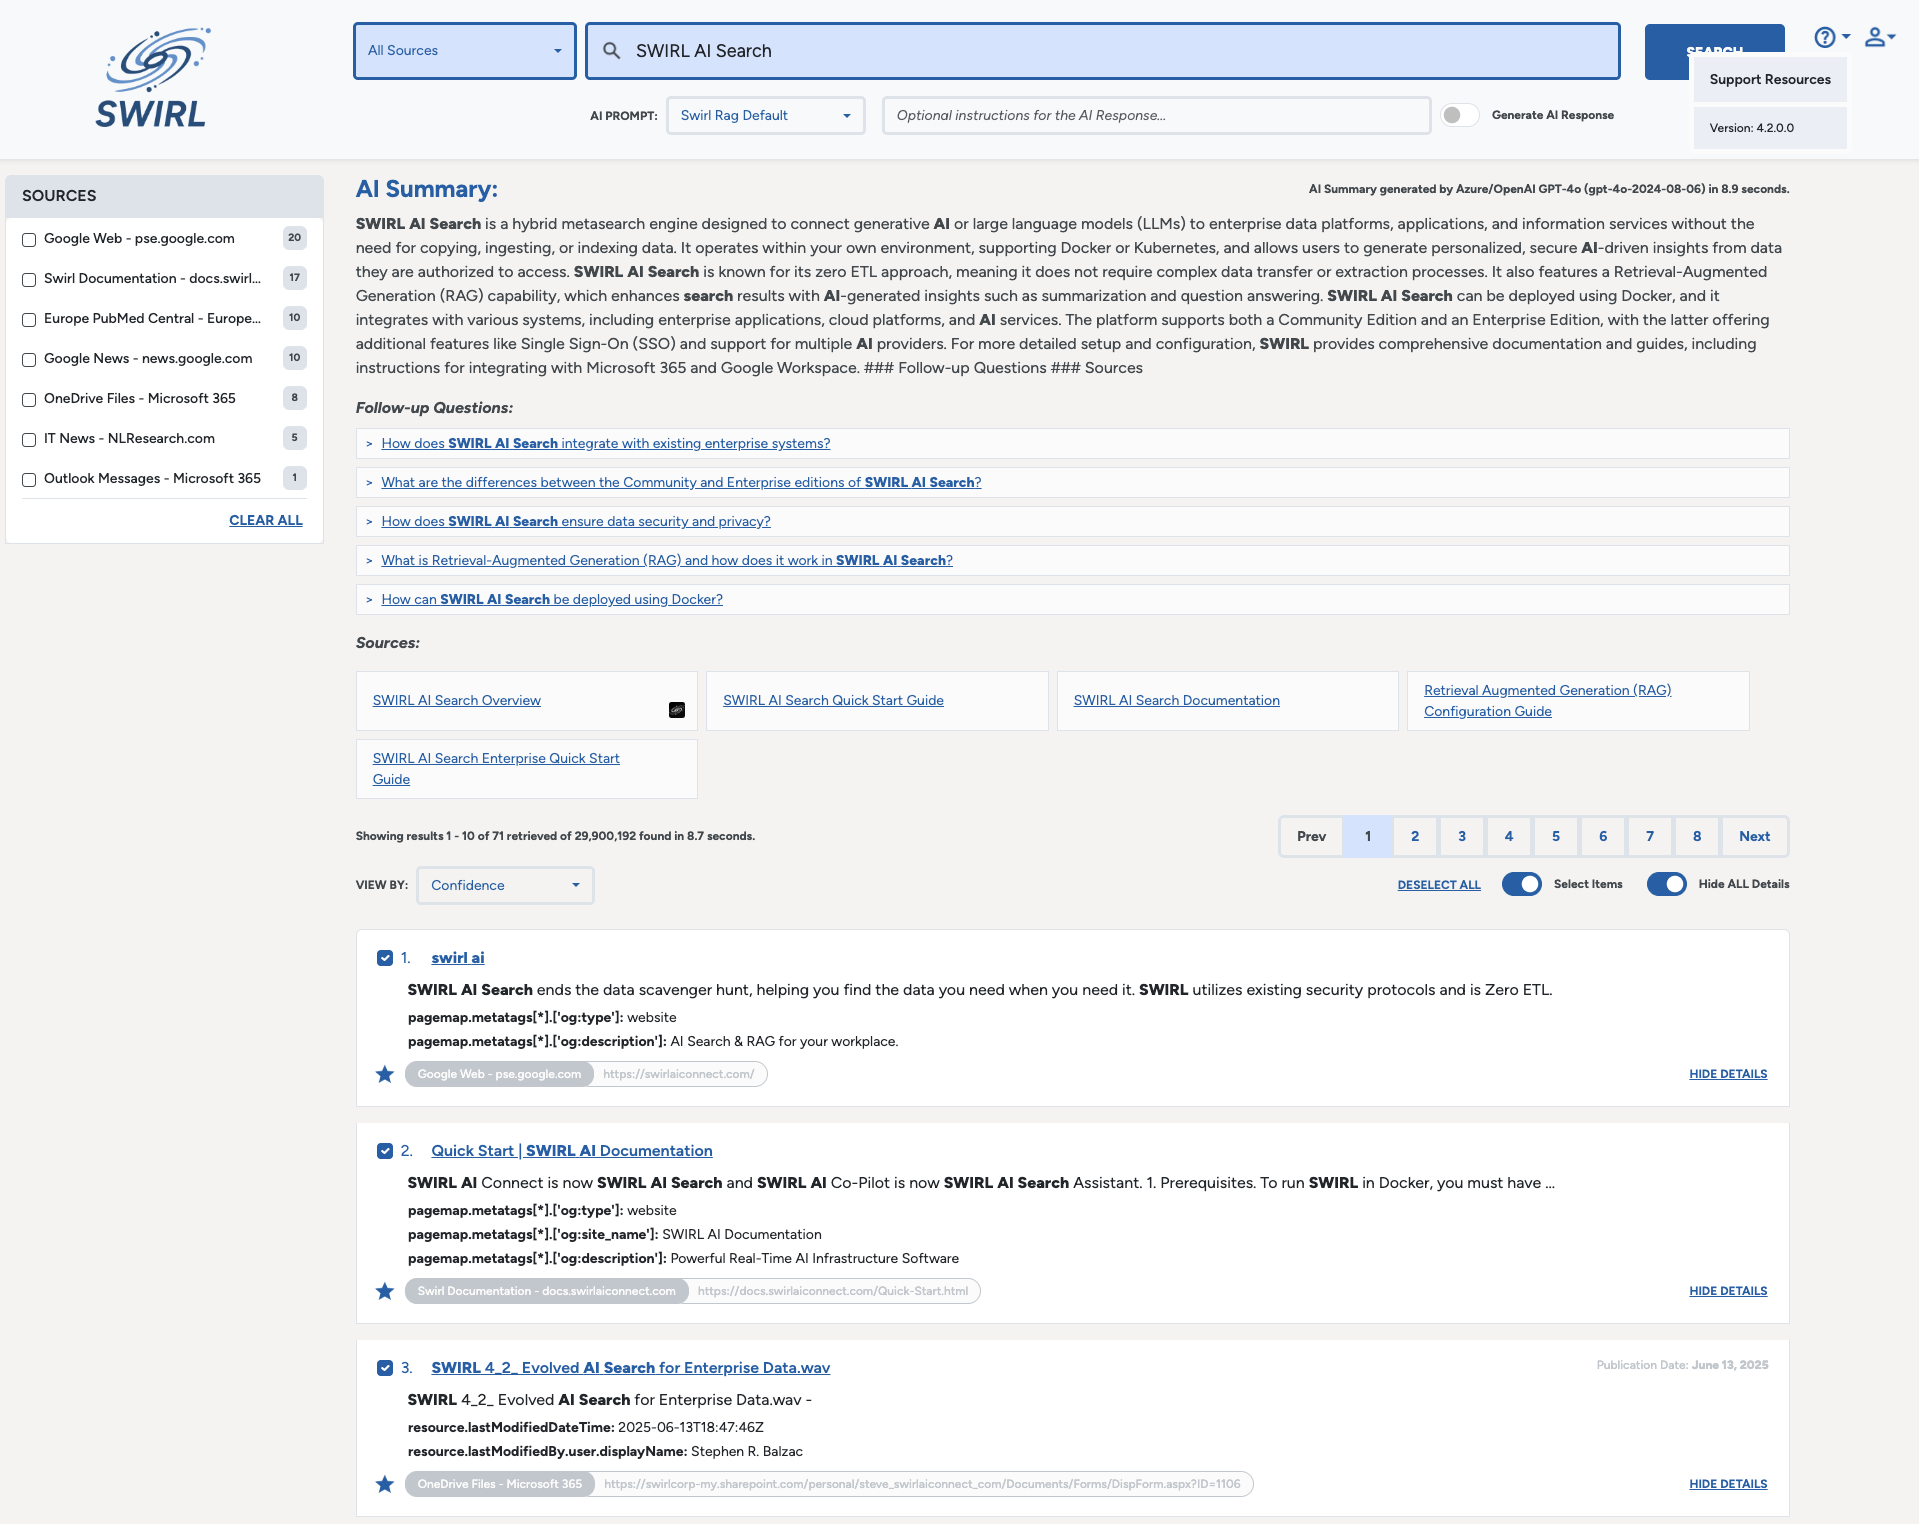 SWIRL
All Sources
SWIRL AI Search
SEARCH
Support Resources
Version: 4.2.0.0
AI PROMPT:
Swirl Rag Default
Optional instructions for the AI Response...
Generate AI Response
SOURCES
Google Web - pse.google.com 20
Swirl Documentation - docs.swirl... 17
Europe PubMed Central - Europe... 10
Google News - news.google.com 10
OneDrive Files - Microsoft 365 8
IT News - NLResearch.com 5
Outlook Messages - Microsoft 365 1
CLEAR ALL
AI Summary:
AI Summary generated by Azure/OpenAI GPT-4o (gpt-4o-2024-08-06) in 8.9 seconds.
SWIRL AI Search is a hybrid metasearch engine designed to connect generative AI or large language models (LLMs) to enterprise data platforms, applications, and information services without the
need for copying, ingesting, or indexing data. It operates within your own environment, supporting Docker or Kubernetes, and allows users to generate personalized, secure AI-driven insights from data
they are authorized to access. SWIRL AI Search is known for its zero ETL approach, meaning it does not require complex data transfer or extraction processes. It also features a Retrieval-Augmented
Generation (RAG) capability, which enhances search results with AI-generated insights such as summarization and question answering. SWIRL AI Search can be deployed using Docker, and it
integrates with various systems, including enterprise applications, cloud platforms, and AI services. The platform supports both a Community Edition and an Enterprise Edition, with the latter offering
additional features like Single Sign-On (SSO) and support for multiple AI providers. For more detailed setup and configuration, SWIRL provides comprehensive documentation and guides, including
instructions for integrating with Microsoft 365 and Google Workspace. ### Follow-up Questions ### Sources
Follow-up Questions:
> How does SWIRL AI Search integrate with existing enterprise systems?
> What are the differences between the Community and Enterprise editions of SWIRL AI Search?
> How does SWIRL AI Search ensure data security and privacy?
> What is Retrieval-Augmented Generation (RAG) and how does it work in SWIRL AI Search?
> How can SWIRL AI Search be deployed using Docker?
Sources:
SWIRL AI Search Overview
SWIRL AI Search Quick Start Guide
SWIRL AI Search Documentation
Retrieval Augmented Generation (RAG)
Configuration Guide
SWIRL AI Search Enterprise Quick Start
Guide
Showing results 1 - 10 of 71 retrieved of 29,900,192 found in 8.7 seconds.
Prev 1 2 3 4 5 6 7 8 Next
VIEW BY: Confidence
DESELECT ALL Select Items Hide ALL Details
1. swirl ai
SWIRL AI Search ends the data scavenger hunt, helping you find the data you need when you need it. SWIRL utilizes existing security protocols and is Zero ETL.
pagemap.metatags[*].['og:type']: website
pagemap.metatags[*].['og:description']: AI Search & RAG for your workplace.
Google Web - pse.google.com https://swirlaiconnect.com/
HIDE DETAILS
2. Quick Start | SWIRL AI Documentation
SWIRL AI Connect is now SWIRL AI Search and SWIRL AI Co-Pilot is now SWIRL AI Search Assistant. 1. Prerequisites. To run SWIRL in Docker, you must have ...
pagemap.metatags[*].['og:type']: website
pagemap.metatags[*].['og:site_name']: SWIRL AI Documentation
pagemap.metatags[*].['og:description']: Powerful Real-Time AI Infrastructure Software
Swirl Documentation - docs.swirlaiconnect.com https://docs.swirlaiconnect.com/Quick-Start.html
HIDE DETAILS
3. SWIRL 4_2_ Evolved AI Search for Enterprise Data.wav
Publication Date: June 13, 2025
SWIRL 4_2_ Evolved AI Search for Enterprise Data.wav -
resource.lastModifiedDateTime: 2025-06-13T18:47:46Z
resource.lastModifiedBy.user.displayName: Stephen R. Balzac
OneDrive Files - Microsoft 365 https://swirlcorp-my.sharepoint.com/personal/steve_swirlaiconnect_com/Documents/Forms/DispForm.aspx?ID=1106
HIDE DETAILS